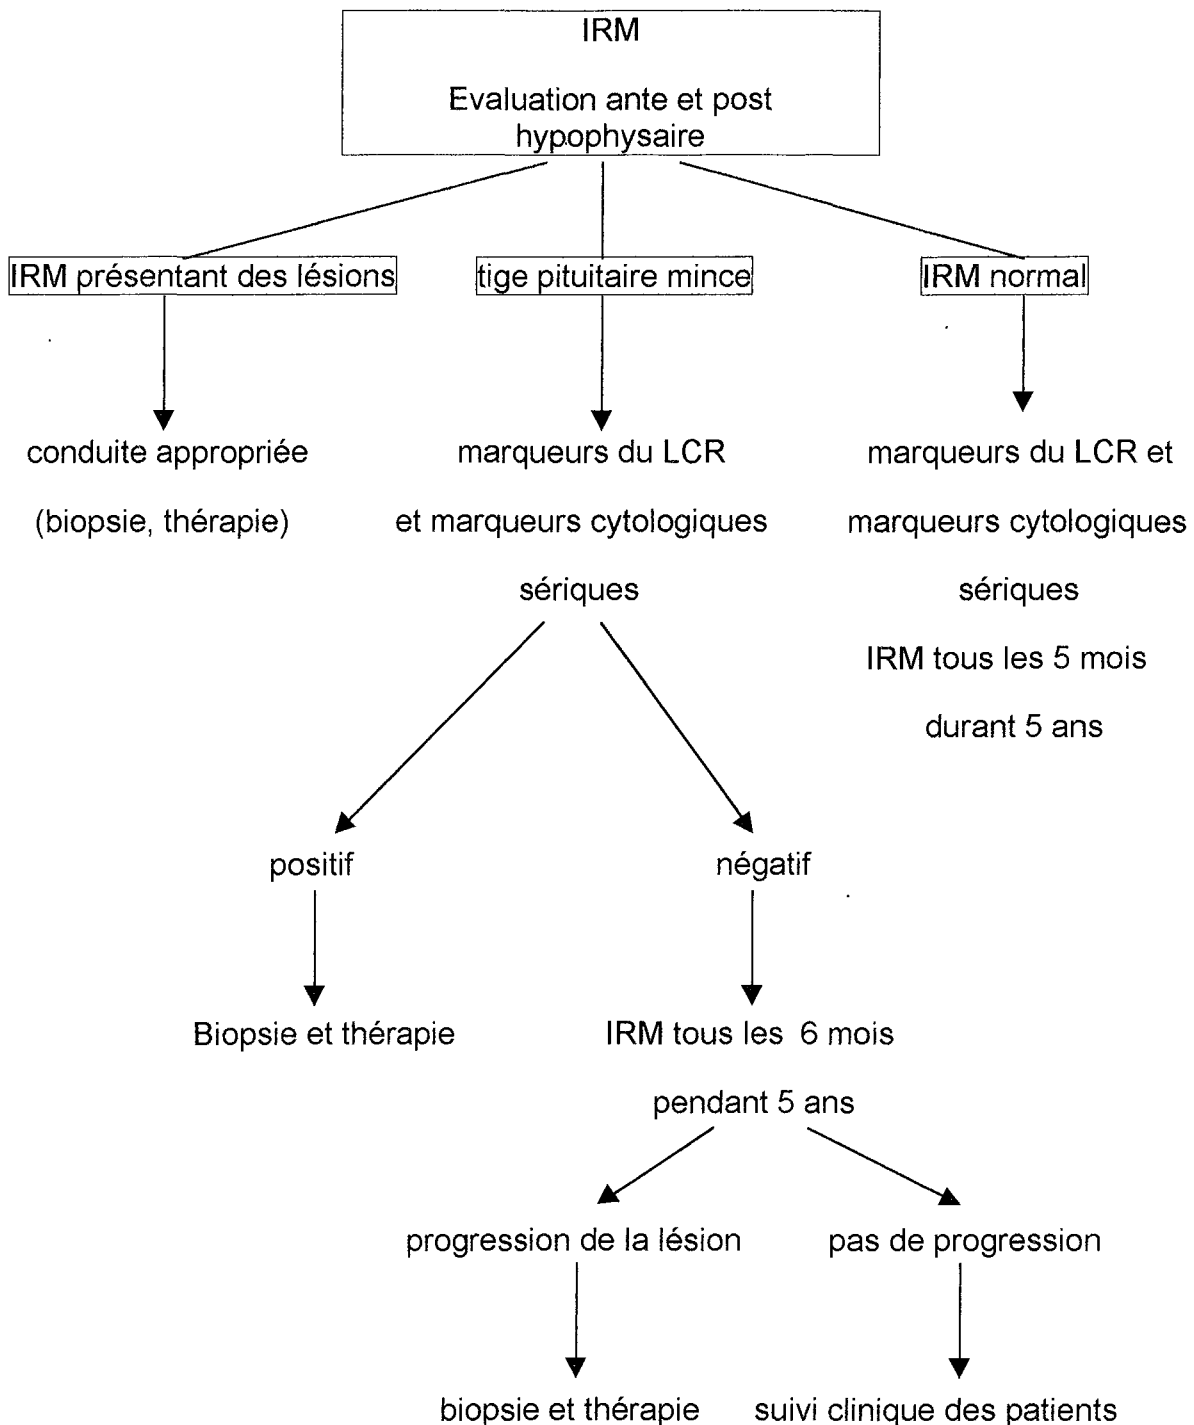 IRM
Evaluation ante et post
hypophysaire
IRM présentant des lésions
tige pituitaire mince
IRM normal
conduite appropriée
(biopsie, thérapie)
marqueurs du LCR
et marqueurs cytologiques
sériques
marqueurs du LCR et
marqueurs cytologiques
sériques
IRM tous les 5 mois
durant 5 ans
positif
négatif
Biopsie et thérapie
IRM tous les 6 mois
pendant 5 ans
progression de la lésion
pas de progression
biopsie et thérapie
suivi clinique des patients